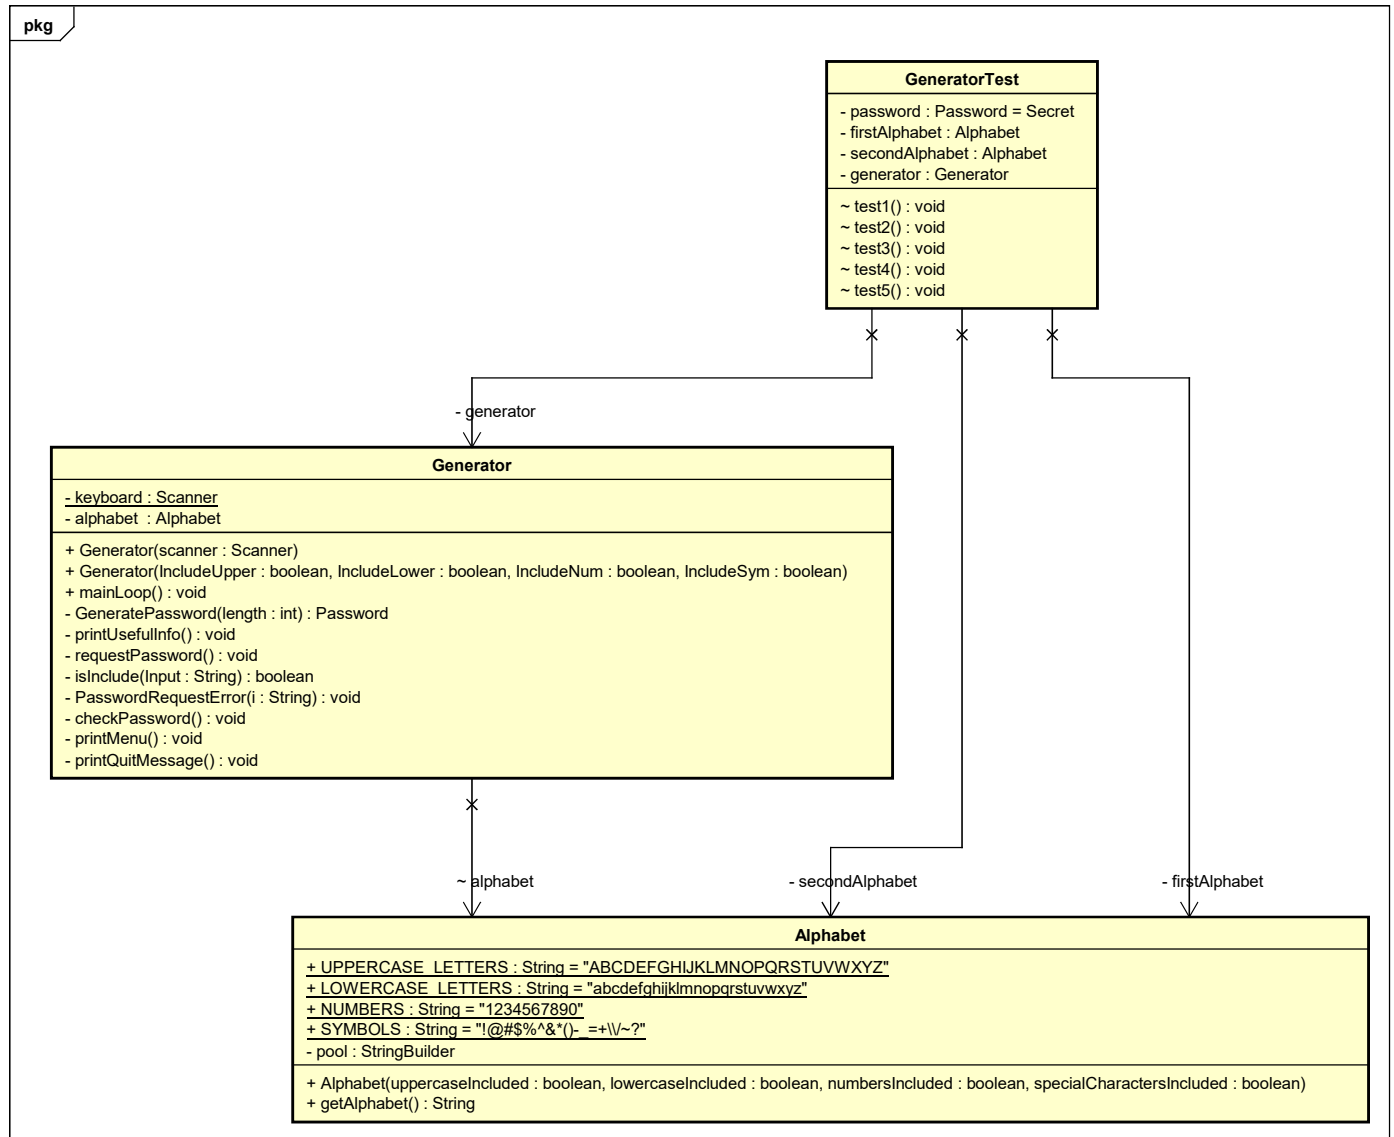 pkg
GeneratorTest
- password : Password = Secret
- firstAlphabet : Alphabet
- secondAlphabet : Alphabet
- generator : Generator
~ test1() : void
~ test2() : void
~ test3() : void
~ test4() : void
~ test5() : void
- generator
Generator
- keyboard : Scanner
- alphabet : Alphabet
+ Generator(scanner : Scanner)
+ Generator(IncludeUpper : boolean, IncludeLower : boolean, IncludeNum : boolean, IncludeSym : boolean)
+ mainLoop() : void
- GeneratePassword(length : int) : Password
- printUsefulInfo() : void
- requestPassword() : void
- isInclude(Input : String) : boolean
- PasswordRequestError(i : String) : void
- checkPassword() : void
- printMenu() : void
- printQuitMessage() : void
~ alphabet
- secondAlphabet
- firstAlphabet
Alphabet
+ UPPERCASE_LETTERS : String = "ABCDEFGHIJKLMNOPQRSTUVWXYZ"
+ LOWERCASE_LETTERS : String = "abcdefghijklmnopqrstuvwxyz"
+ NUMBERS : String = "1234567890"
+ SYMBOLS : String = "!@#$%^&*()-_=+\\/~?"
- pool : StringBuilder
+ Alphabet(uppercaseIncluded : boolean, lowercaseIncluded : boolean, numbersIncluded : boolean, specialCharactersIncluded : boolean)
+ getAlphabet() : String